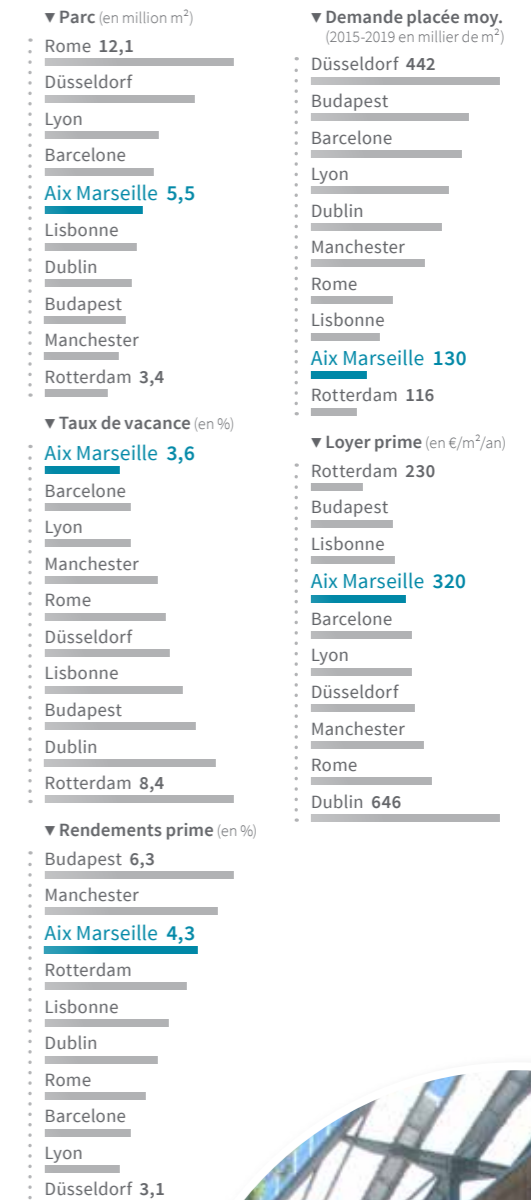 ▼ Parc (en million m²)
Rome 12,1
Düsseldorf
Lyon
Barcelone
Aix Marseille 5,5
Lisbonne
Dublin
Budapest
Manchester
Rotterdam 3,4
▼ Taux de vacance (en %)
Aix Marseille 3,6
Barcelone
Lyon
Manchester
Rome
Düsseldorf
Lisbonne
Budapest
Dublin
Rotterdam 8,4
▼ Rendements prime (en %)
Budapest 6,3
Manchester
Aix Marseille 4,3
Rotterdam
Lisbonne
Dublin
Rome
Barcelone
Lyon
Düsseldorf 3,1
▼ Demande placée moy.
(2015-2019 en millier de m²)
Düsseldorf 442
Budapest
Barcelone
Lyon
Dublin
Manchester
Rome
Lisbonne
Aix Marseille 130
Rotterdam 116
▼ Loyer prime (en €/m²/an)
Rotterdam 230
Budapest
Lisbonne
Aix Marseille 320
Barcelone
Lyon
Düsseldorf
Manchester
Rome
Dublin 646